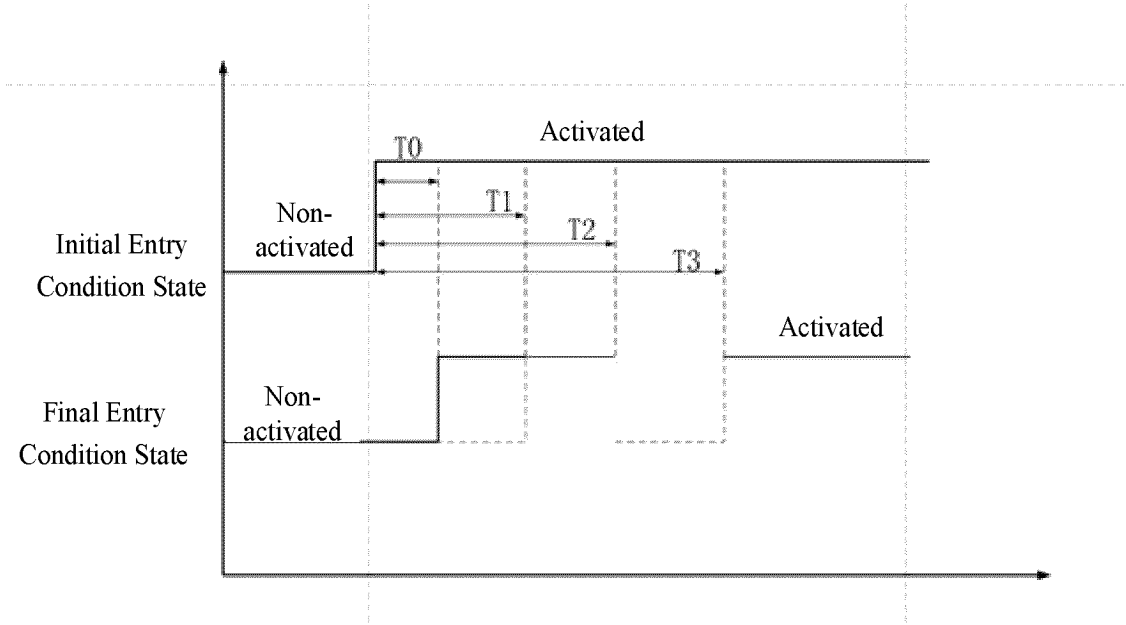 Activated
T0
Non-
activated
T1
Initial Entry
Condition State
T2
T3
Activated
Non-
activated
Final Entry
Condition State